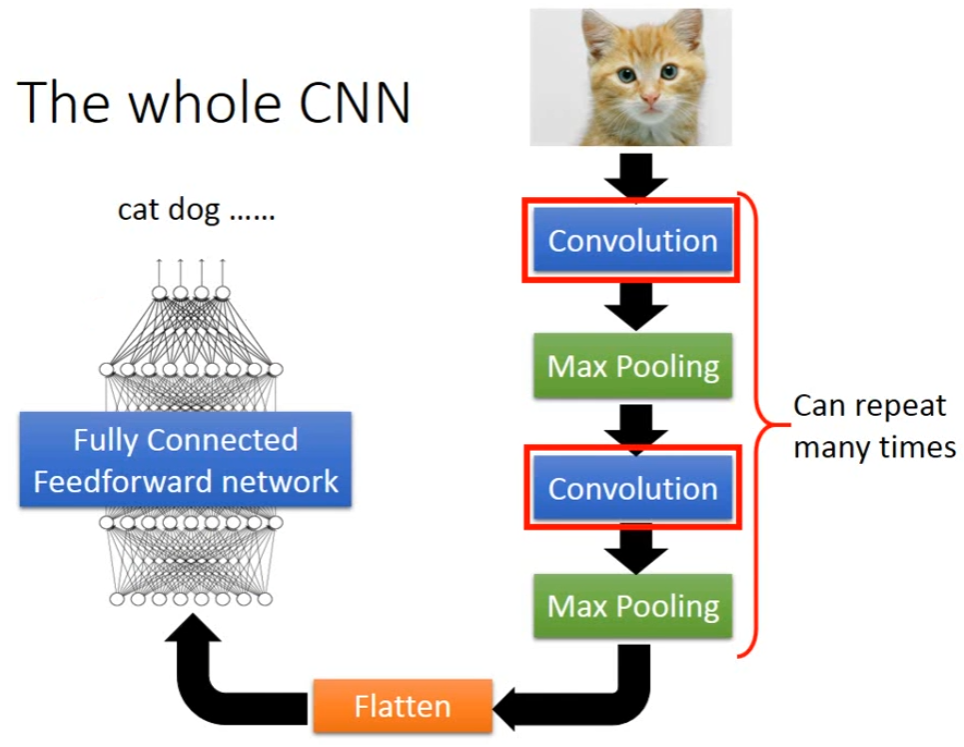 The whole CNN
cat dog ……
Convolution
Max Pooling
Convolution
Max Pooling
Can repeat
many times
Flatten
Fully Connected
Feedforward network